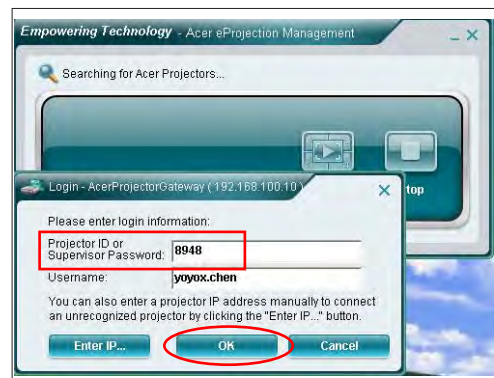 Empowering Technology - Acer eProjection Management
Searching for Acer Projectors...
top
Login - AcerProjectorGateway ( 192.168.100.10 )
Please enter login information:
Projector ID or
Supervisor Password: 8948
Username: yoyox.chen
You can also enter a projector IP address manually to connect
an unrecognized projector by clicking the "Enter IP..." button.
Enter IP... OK Cancel